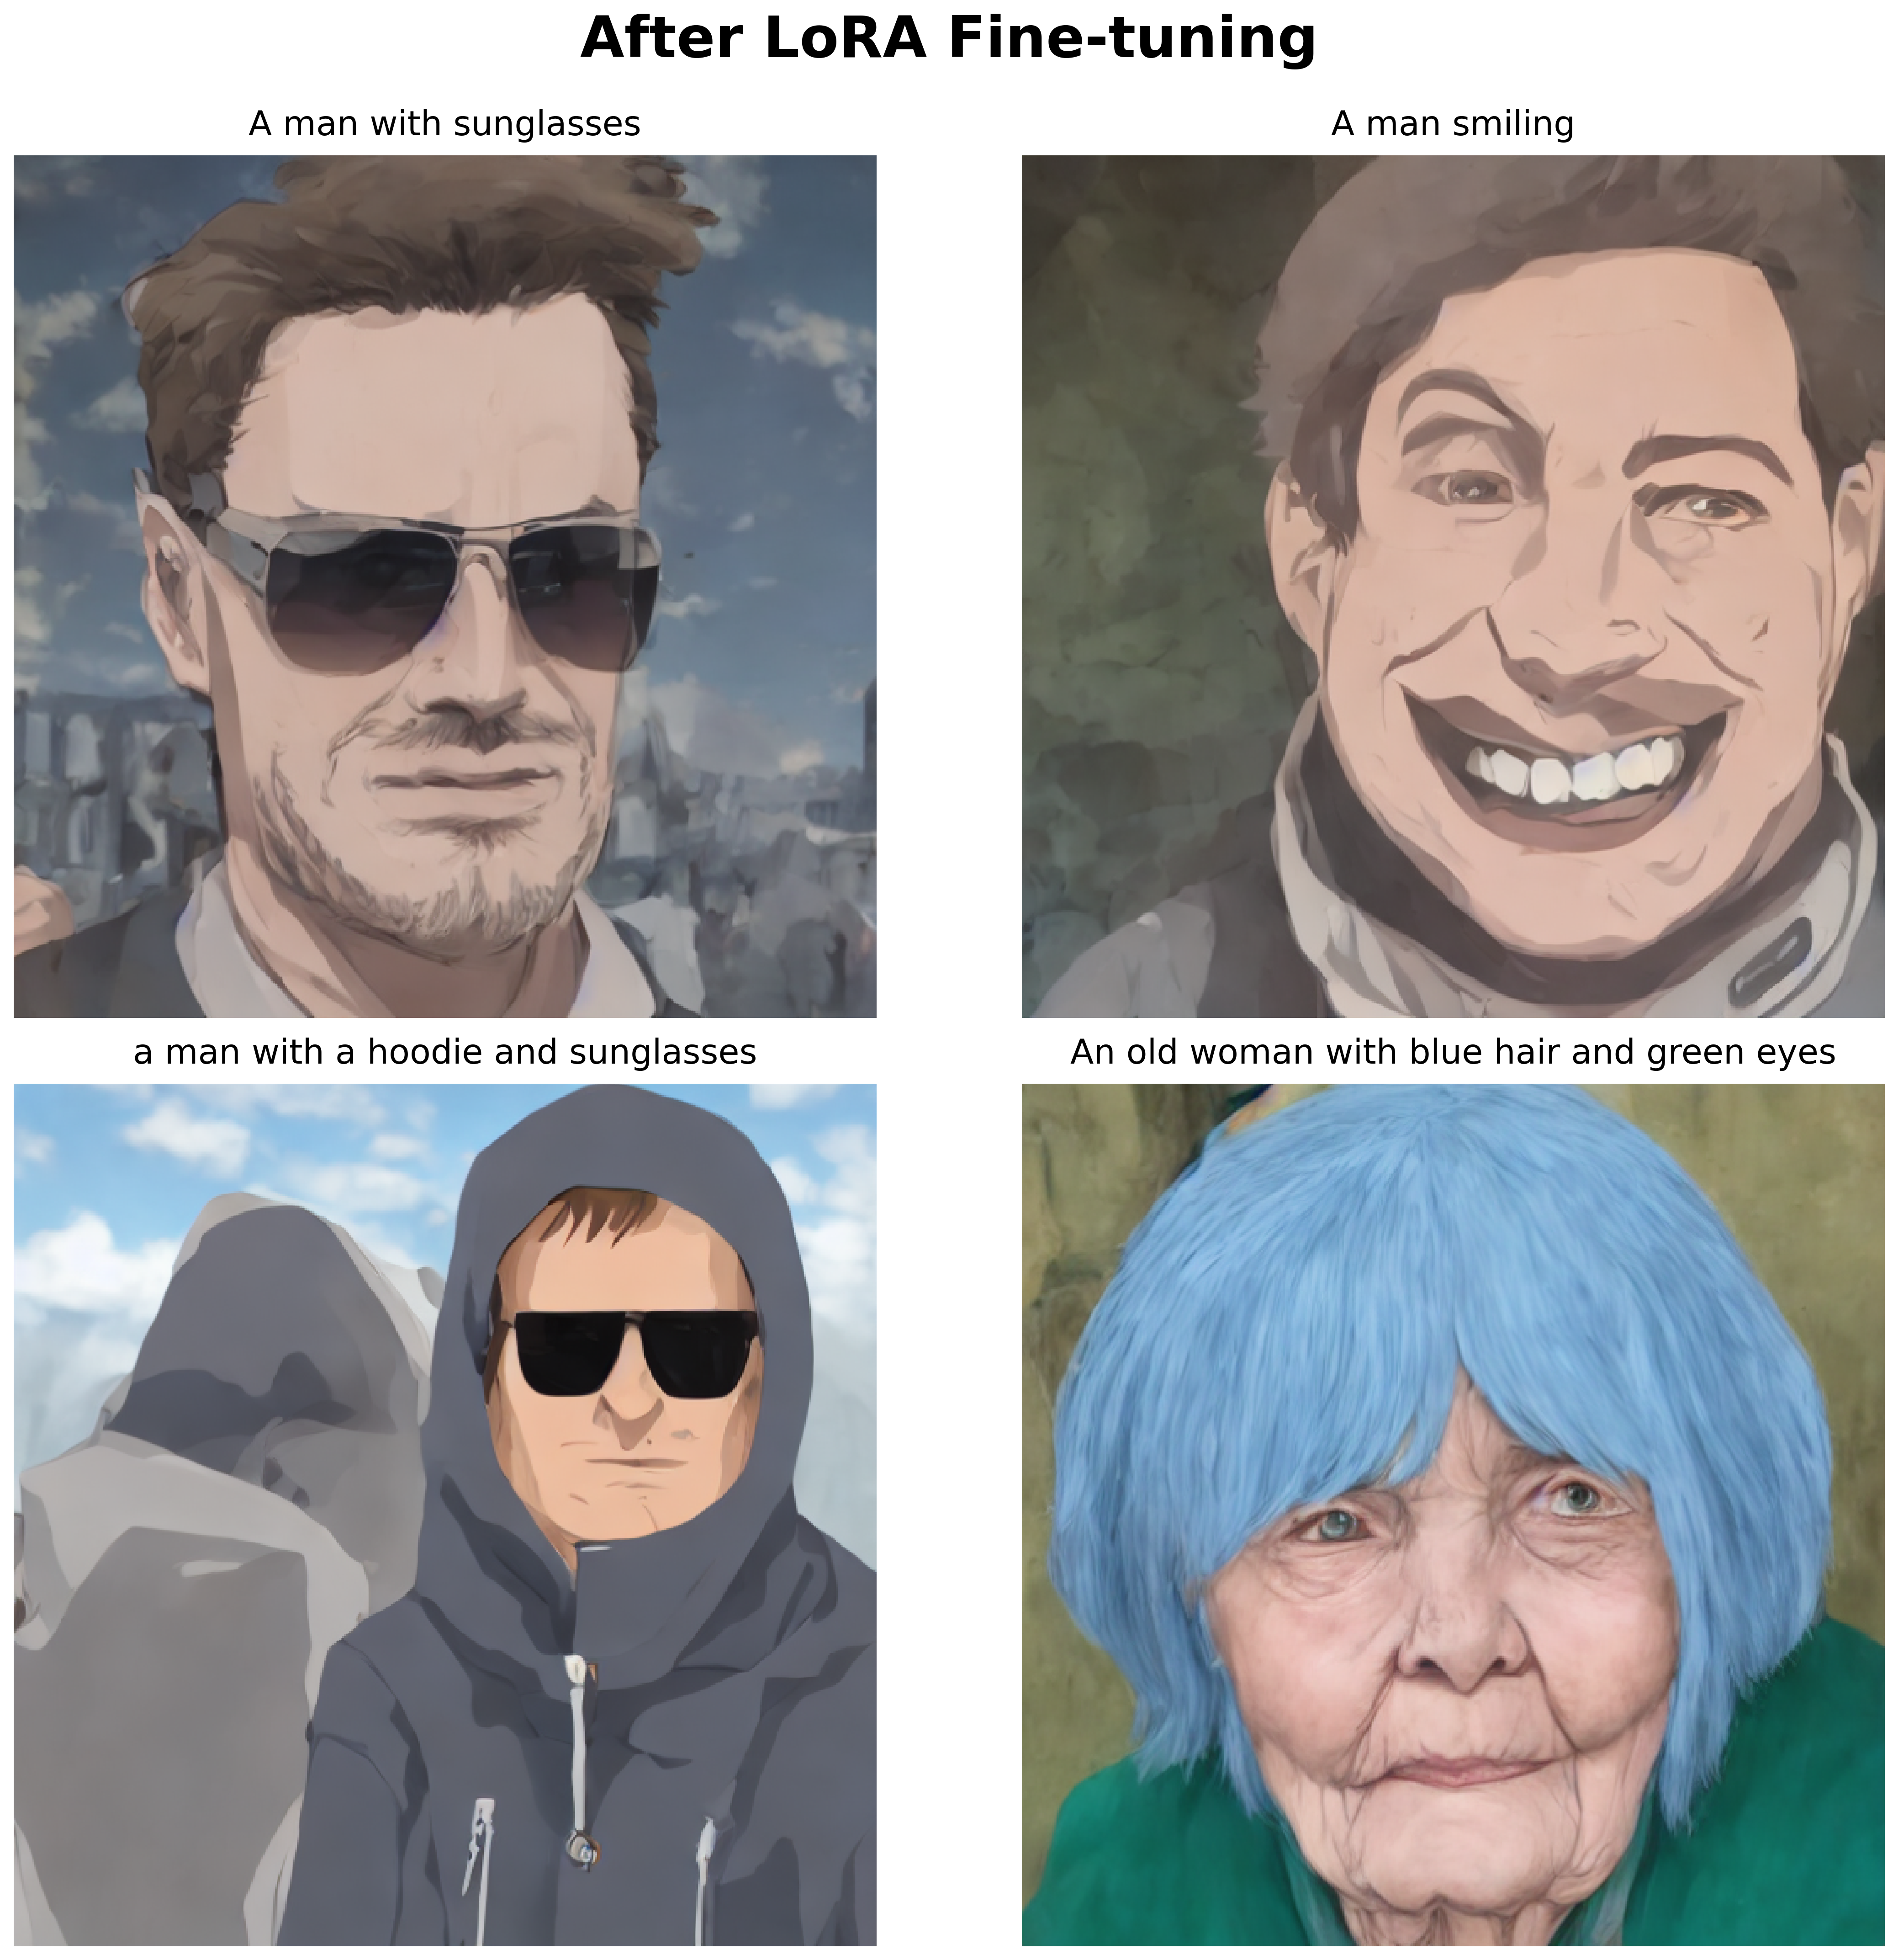 After LoRA Fine-tuning
A man with sunglasses
A man smiling
a man with a hoodie and sunglasses
An old woman with blue hair and green eyes